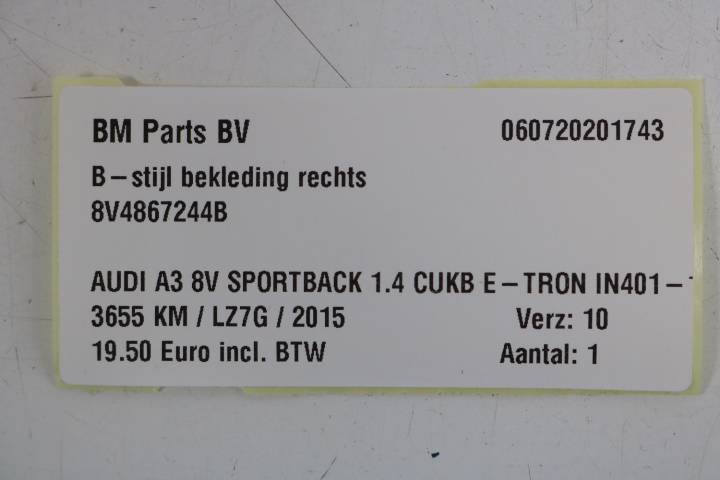 BM Parts BV 060720201743
B-stijl bekleding rechts
8V4867244B
AUDI A3 8V SPORTBACK 1.4 CUKB E-TRON IN401-
3655 KM / LZ7G / 2015 Verz: 10
19.50 Euro incl. BTW Aantal: 1